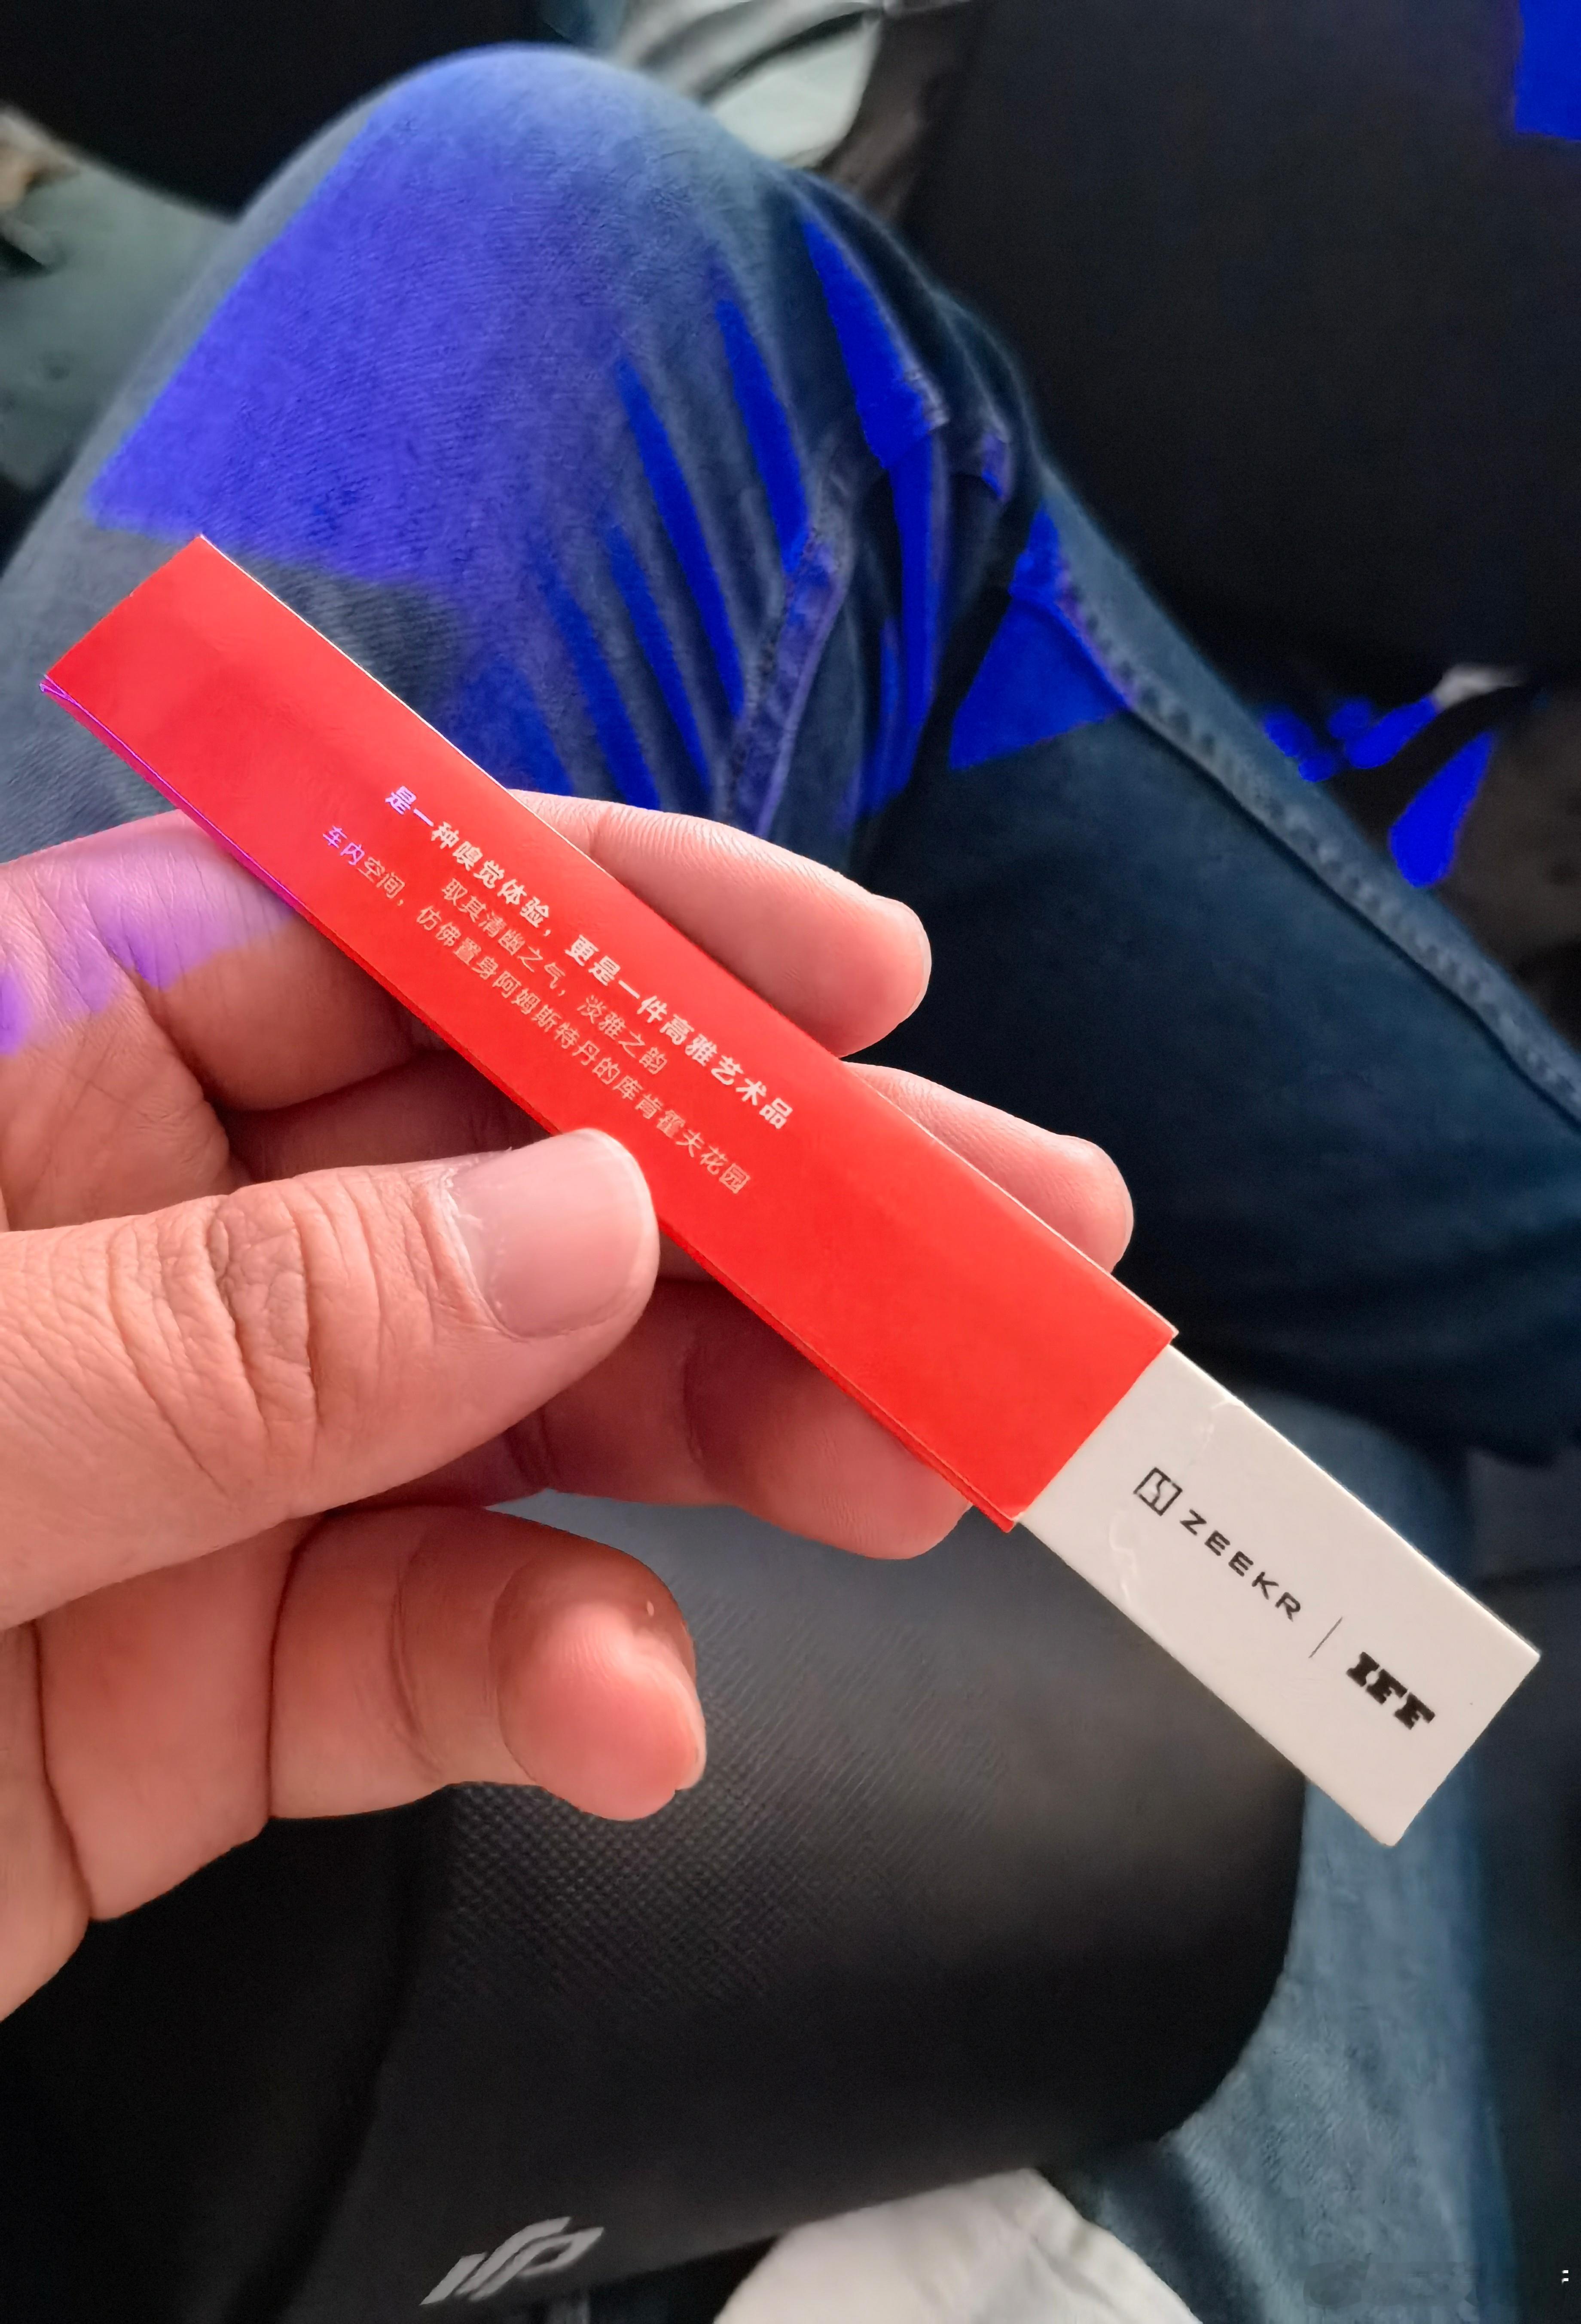 是一种嗅觉体验，更是一件高雅艺术品
取其清幽之气，淡雅之韵
车内空间，仿佛置身阿姆斯特丹的库肯霍夫花园
ZEEKR | IFF